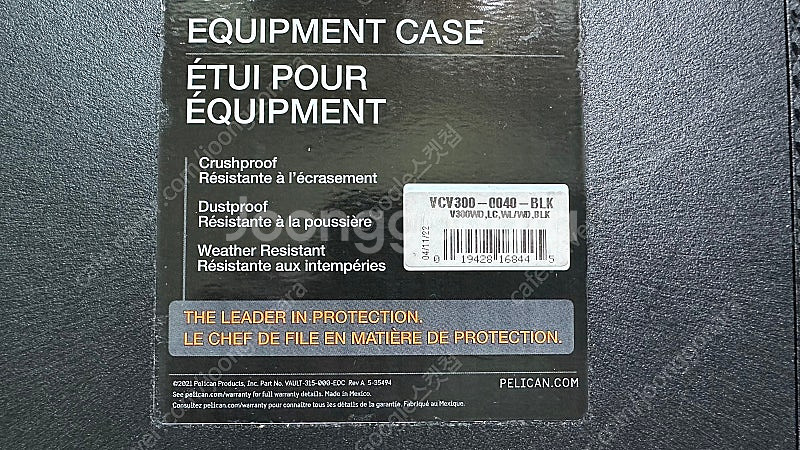 EQUIPMENT CASE
ÉTUI POUR
ÉQUIPMENT
Crushproof
Résistante à l'écrasement
Dustproof
Résistante à la poussière
Weather Resistant
Résistante aux intempéries
VCV300-0040-BLK
V300WD,LC,WL/WD,BLK
04/11/22
0 19428 16844 5
THE LEADER IN PROTECTION.
LE CHEF DE FILE EN MATIÈRE DE PROTECTION.
©2021 Pelican Products, Inc. Part No. VAULT-315-000-EOC Rev A 5-35494
See pelican.com/warranty for full warranty details. Made in Mexico.
Consultez pelican.com/warranty pour connaître tous les détails de la garantie. Fabriqué au Mexique.
PELICAN.COM